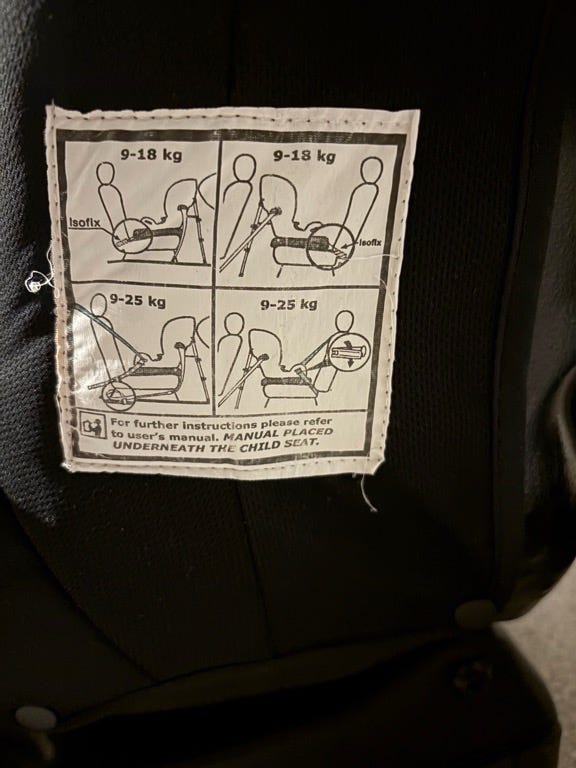 9-18 kg
9-18 kg
Isofix
Isofix
9-25 kg
9-25 kg
For further instructions please refer
to user's manual. MANUAL PLACED
UNDERNEATH THE CHILD SEAT.